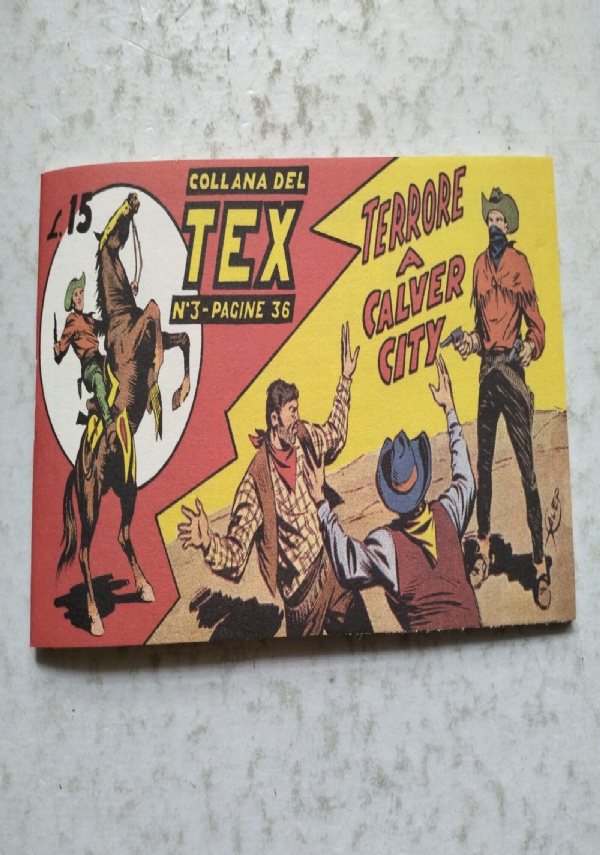 L. 15
COLLANA DEL
TEX
N°3-PAGINE 36
TERRORE
A
CALVER
CITY